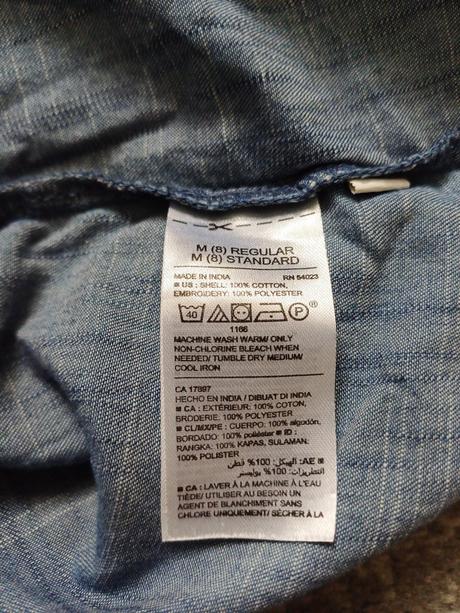 M (8) REGULAR
M (8) STANDARD
MADE IN INDIA RN 54023
■ US : SHELL: 100% COTTON,
EMBROIDERY: 100% POLYESTER
40 P ®
1166
MACHINE WASH WARM/ ONLY
NON-CHLORINE BLEACH WHEN
NEEDED/ TUMBLE DRY MEDIUM/
COOL IRON
CA 17897
HECHO EN INDIA / DIBUAT DI INDIA
■ CA : EXTÉRIEUR: 100% COTON,
BRODERIE: 100% POLYESTER
■ CL/MX/PE : CUERPO: 100% algodón,
BORDADO: 100% poliéster ■ ID :
RANGKA: 100% KAPAS, SULAMAN:
100% POLISTER
■ AE: الهيكل: 100% قطن
التطريزات: 100% بوليستر
■ CA : LAVER À LA MACHINE À L'EAU
TIÈDE/ UTILISER AU BESOIN UN
AGENT DE BLANCHIMENT SANS
CHLORE UNIQUEMENT/ SÉCHER À LA